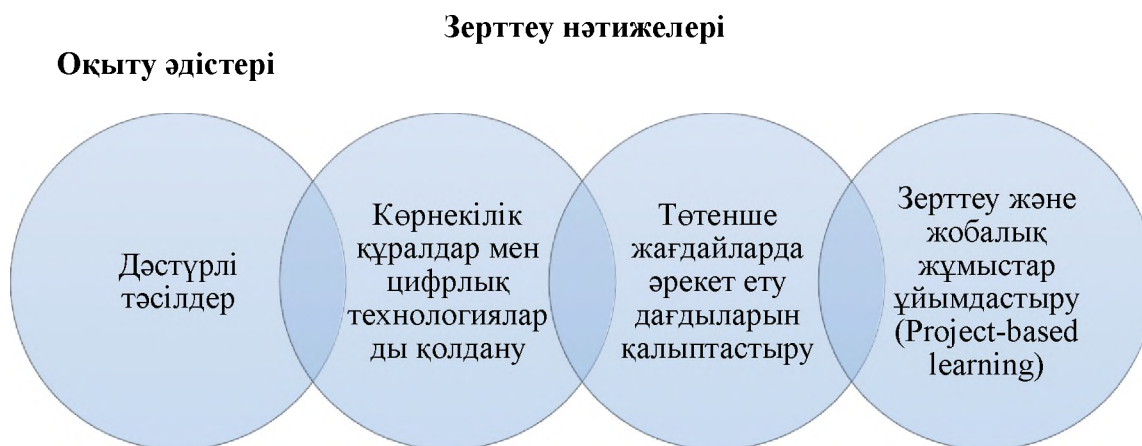 Зерттеу нәтижелері
Оқыту әдістері
Дәстүрлі
тәсілдер
Көрнекілік
құралдар мен
цифрлық
технологиялар
ды қолдану
Төтенше
жағдайларда
әрекет ету
дағдыларын
қалыптастыру
Зерттеу және
жобалық
жұмыстар
ұйымдастыру
(Project-based
learning)